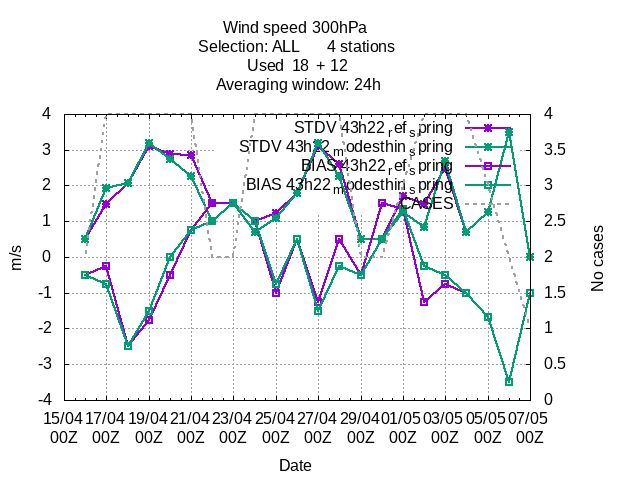 Wind speed 300hPa
Selection: ALL 4 stations
Used 18 + 12
Averaging window: 24h
STDV 43h22_ref_spring
STDV 43h22_modesthin_spring
BIAS 43h22_ref_spring
BIAS 43h22_modesthin_spring
CASES
4
3
2
1
0
-1
-2
-3
-4
m/s
4
3.5
3
2.5
2
1.5
1
0.5
0
No cases
15/04 17/04 19/04 21/04 23/04 25/04 27/04 29/04 01/05 03/05 05/05 07/05
00Z 00Z 00Z 00Z 00Z 00Z 00Z 00Z 00Z 00Z 00Z 00Z
Date